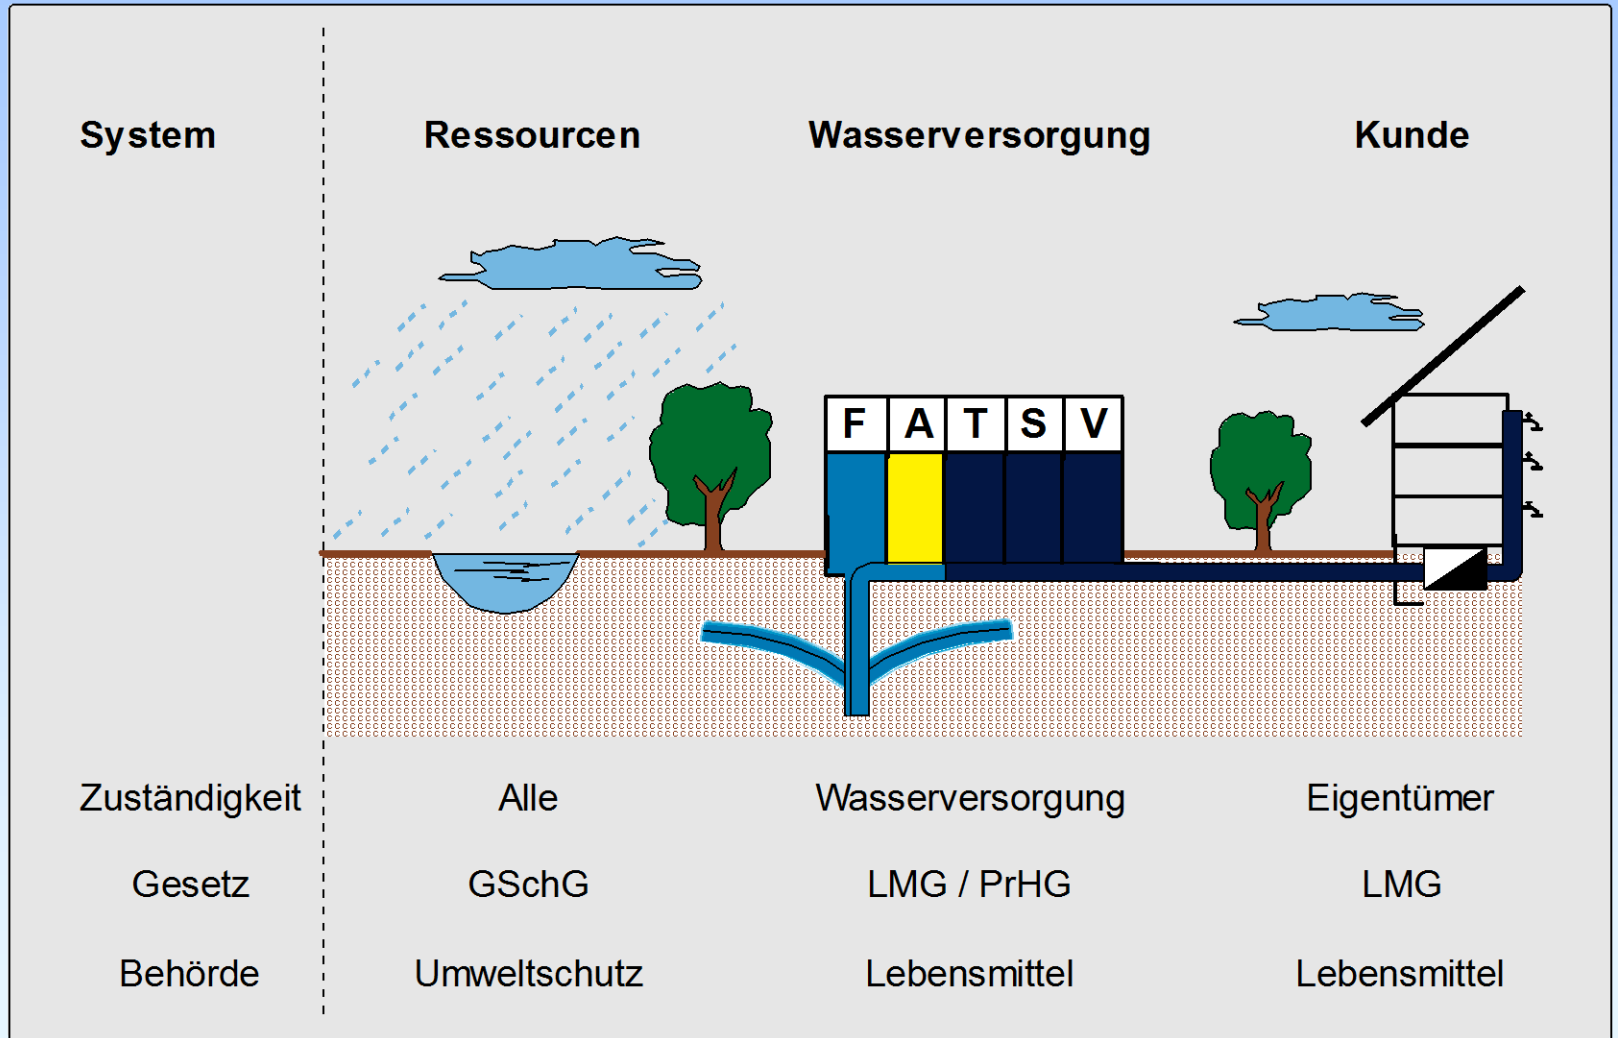 System Ressourcen Wasserversorgung Kunde
F A T S V
Zuständigkeit Alle Wasserversorgung Eigentümer
Gesetz GSchG LMG / PrHG LMG
Behörde Umweltschutz Lebensmittel Lebensmittel